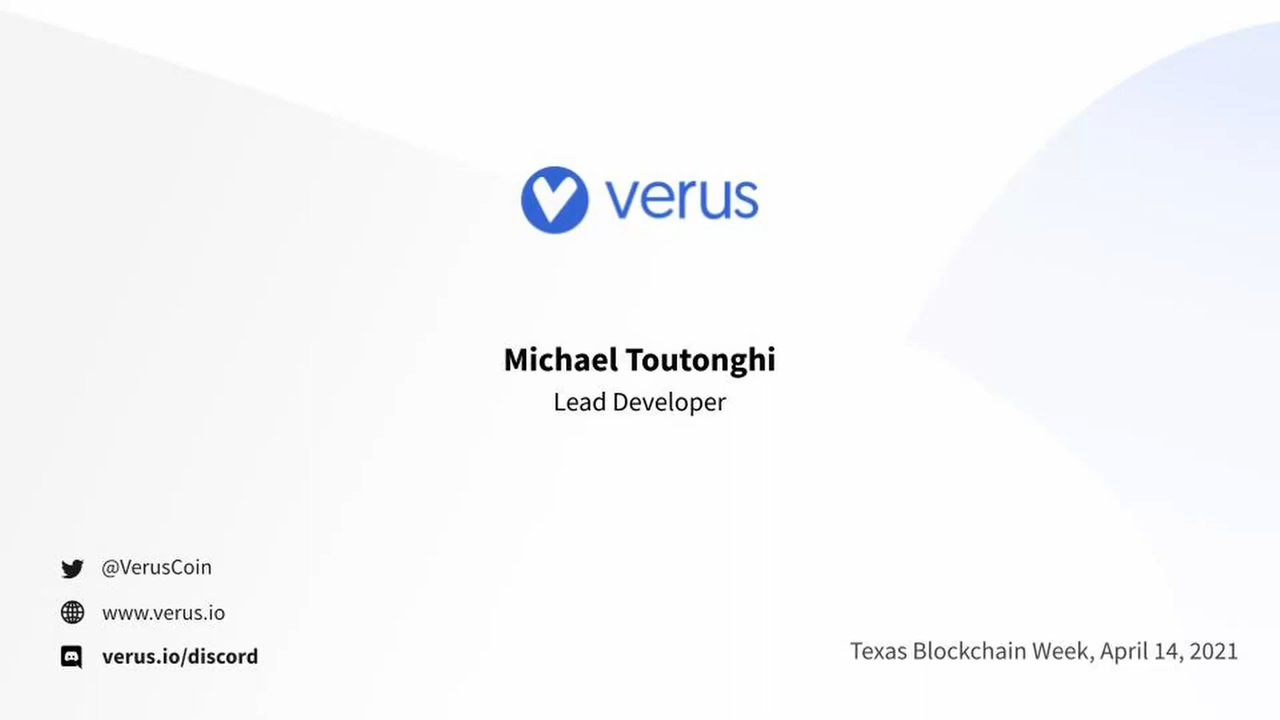 verus
Michael Toutonghi
Lead Developer
@VerusCoin
www.verus.io
verus.io/discord
Texas Blockchain Week, April 14, 2021